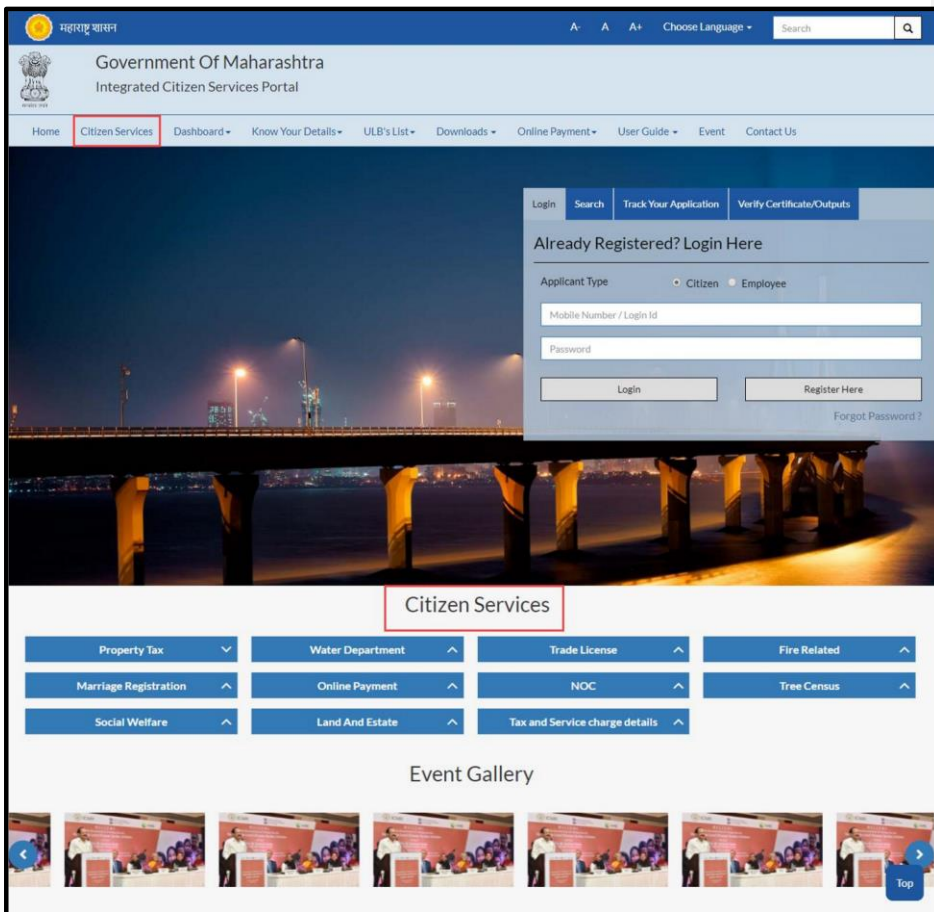 महाराष्ट्र शासन
A- A A+ Choose Language Search
Government Of Maharashtra
Integrated Citizen Services Portal
Home Citizen Services Dashboard Know Your Details ULB's List Downloads Online Payment User Guide Event Contact Us
Login Search Track Your Application Verify Certificate/Outputs
Already Registered? Login Here
Applicant Type Citizen Employee
Mobile Number / Login Id
Password
Login Register Here
Forgot Password ?
Citizen Services
Property Tax Water Department Trade License Fire Related
Marriage Registration Online Payment NOC Tree Census
Social Welfare Land And Estate Tax and Service charge details
Event Gallery
Top